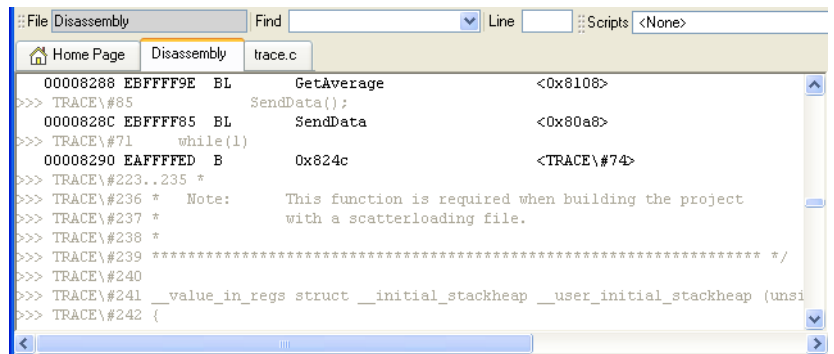 File Disassembly Find Line Scripts <None>
Home Page Disassembly trace.c
00008288 EBFFFF9E BL GetAverage <0x8108>
>>> TRACE\#85 SendData();
0000828C EBFFFF85 BL SendData <0x80a8>
>>> TRACE\#71 while(1)
00008290 EAFFFFED B 0x824c <TRACE\#74>
>>> TRACE\#223..235 *
>>> TRACE\#236 * Note: This function is required when building the project
>>> TRACE\#237 * with a scatterloading file.
>>> TRACE\#238 *
>>> TRACE\#239 ********************************************************************** */
>>> TRACE\#240
>>> TRACE\#241 __value_in_regs struct __initial_stackheap __user_initial_stackheap (unsi
>>> TRACE\#242 {